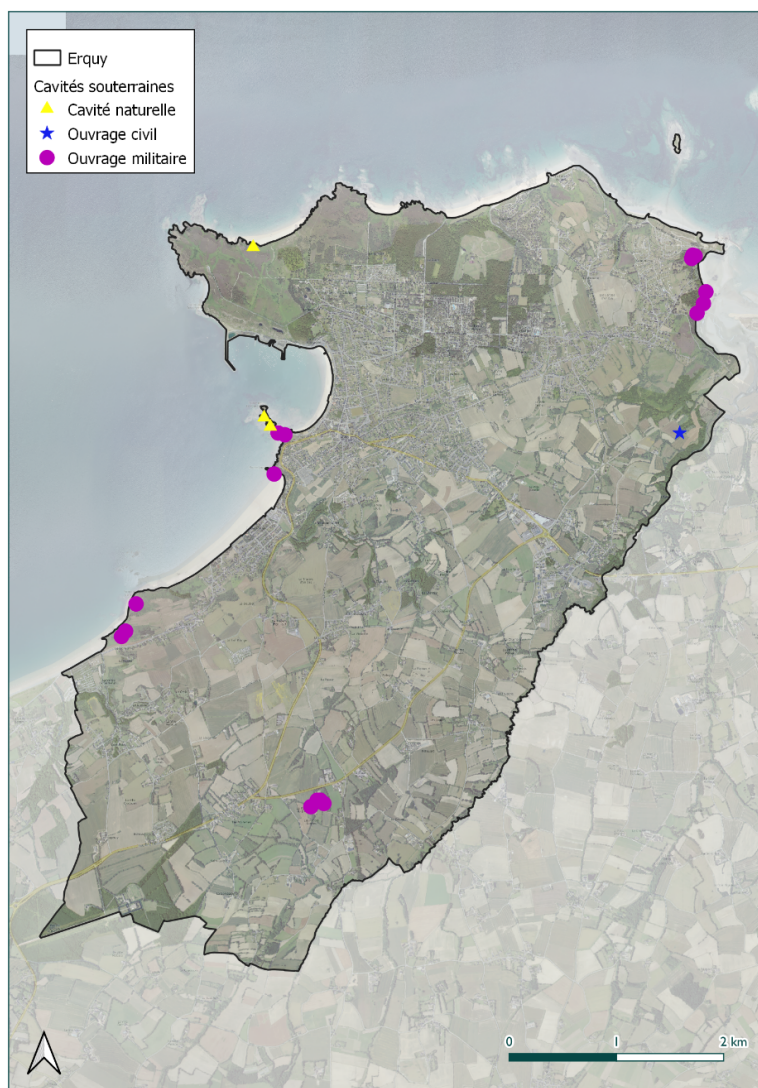 Erquy
Cavités souterraines
Cavité naturelle
Ouvrage civil
Ouvrage militaire
0 1 2 km